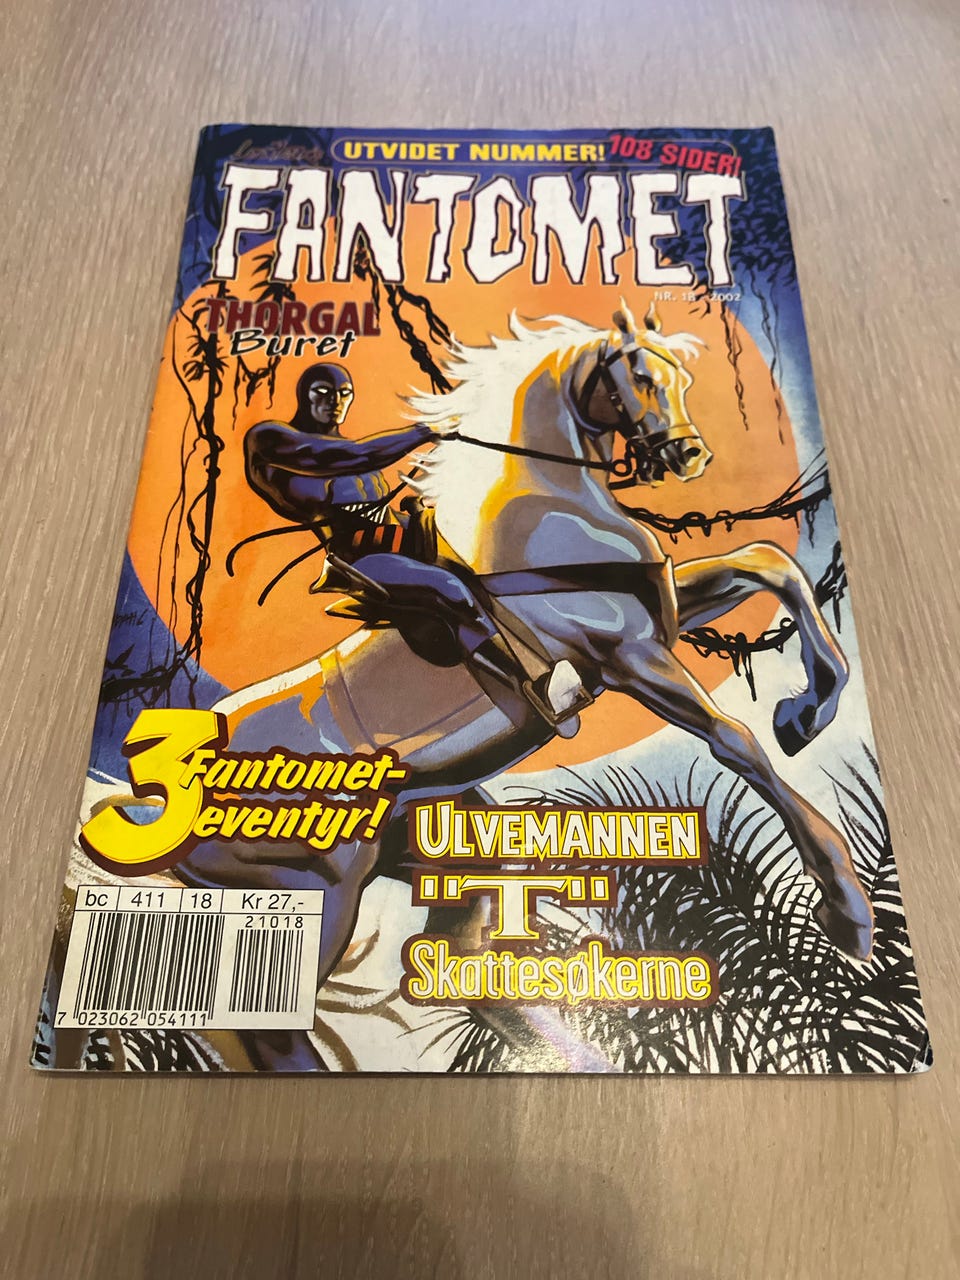 UTVIDET NUMMER! 108 SIDER!
FANTOMET
NR. 18 - 2002
THORGAL
Buret
3 Fantomet-
eventyr!
ULVEMANNEN
"T"
Skattesøkerne
bc 411 18 Kr 27,-
21018
7 023062 054111